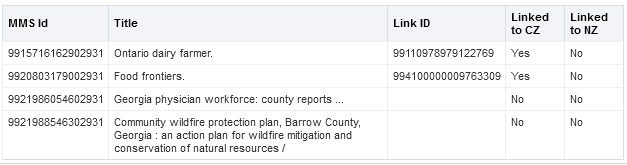 MMS Id Title Link ID Linked to CZ Linked to NZ
9915716162902931 Ontario dairy farmer. 99110978979122769 Yes No
9920803179002931 Food frontiers. 994100000009763309 Yes No
9921986054602931 Georgia physician workforce: county reports ... No No
9921988546302931 Community wildfire protection plan, Barrow County, No No
Georgia : an action plan for wildfire mitigation and
conservation of natural resources /